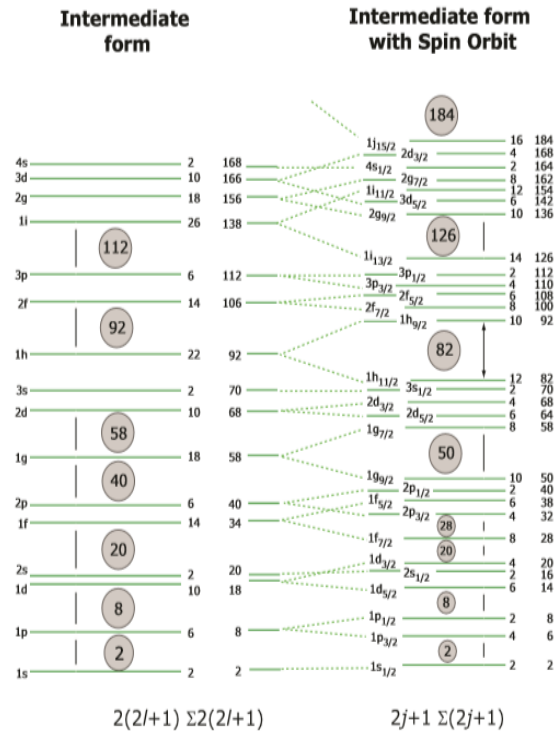 Intermediate
form
4s 2 168
3d 10 166
2g 18 156
1i 26 138
112
3p 6 112
2f 14 106
92
1h 22 92
3s 2 70
2d 10 68
58
1g 18 58
40
2p 6 40
1f 14 34
20
2s 2 20
1d 10 18
8
1p 6 8
2
1s 2 2
2(2l+1) Σ2(2l+1)
Intermediate form
with Spin Orbit
184
1j15/2 16 184
2d3/2 4 168
4s1/2 2 164
2g7/2 8 162
1i11/2 12 154
3d5/2 6 142
2g9/2 10 136
126
1i13/2 14 126
3p1/2 2 112
3p3/2 4 110
2f5/2 6 108
2f7/2 8 100
1h9/2 10 92
82
1h11/2 12 82
3s1/2 2 70
2d3/2 4 68
2d5/2 6 64
1g7/2 8 58
50
1g9/2 10 50
2p1/2 2 40
1f5/2 6 38
2p3/2 4 32
28
1f7/2 8 28
20
1d3/2 4 20
2s1/2 2 16
1d5/2 6 14
8
1p1/2 2 8
1p3/2 4 6
2
1s1/2 2 2
2j+1 Σ(2j+1)